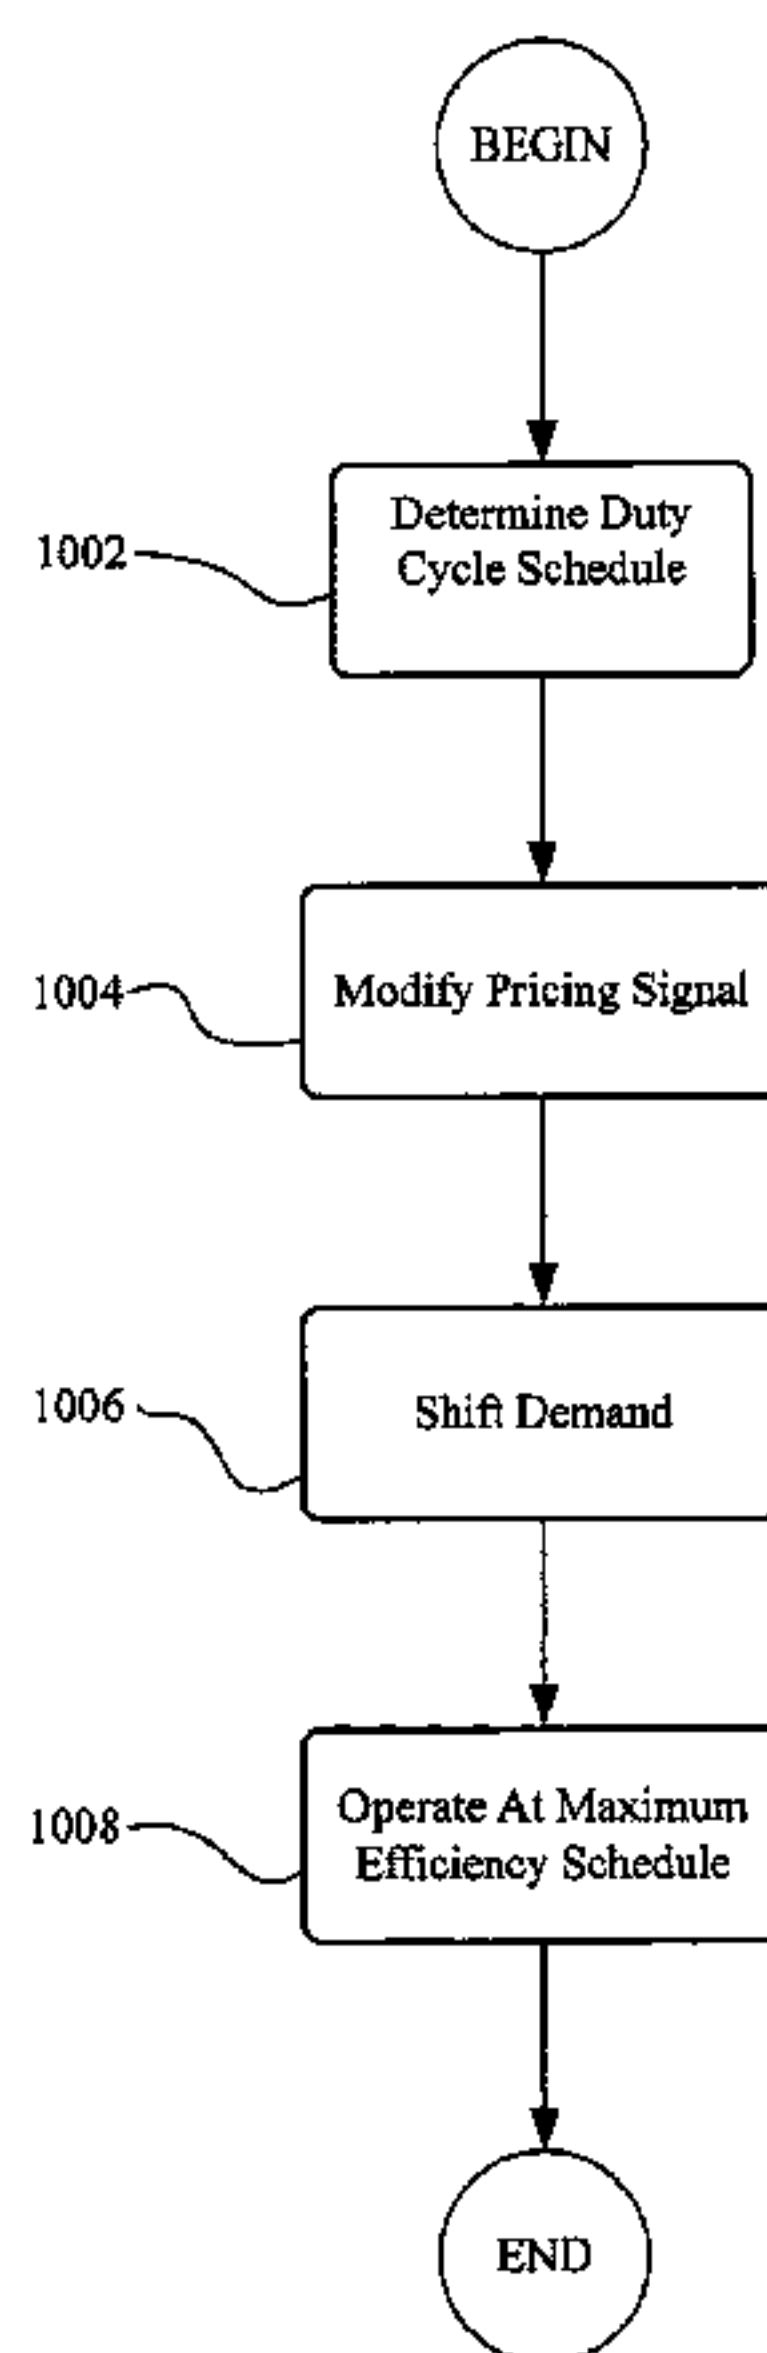 BEGIN
1002
Determine Duty
Cycle Schedule
1004
Modify Pricing Signal
1006
Shift Demand
1008
Operate At Maximum
Efficiency Schedule
END